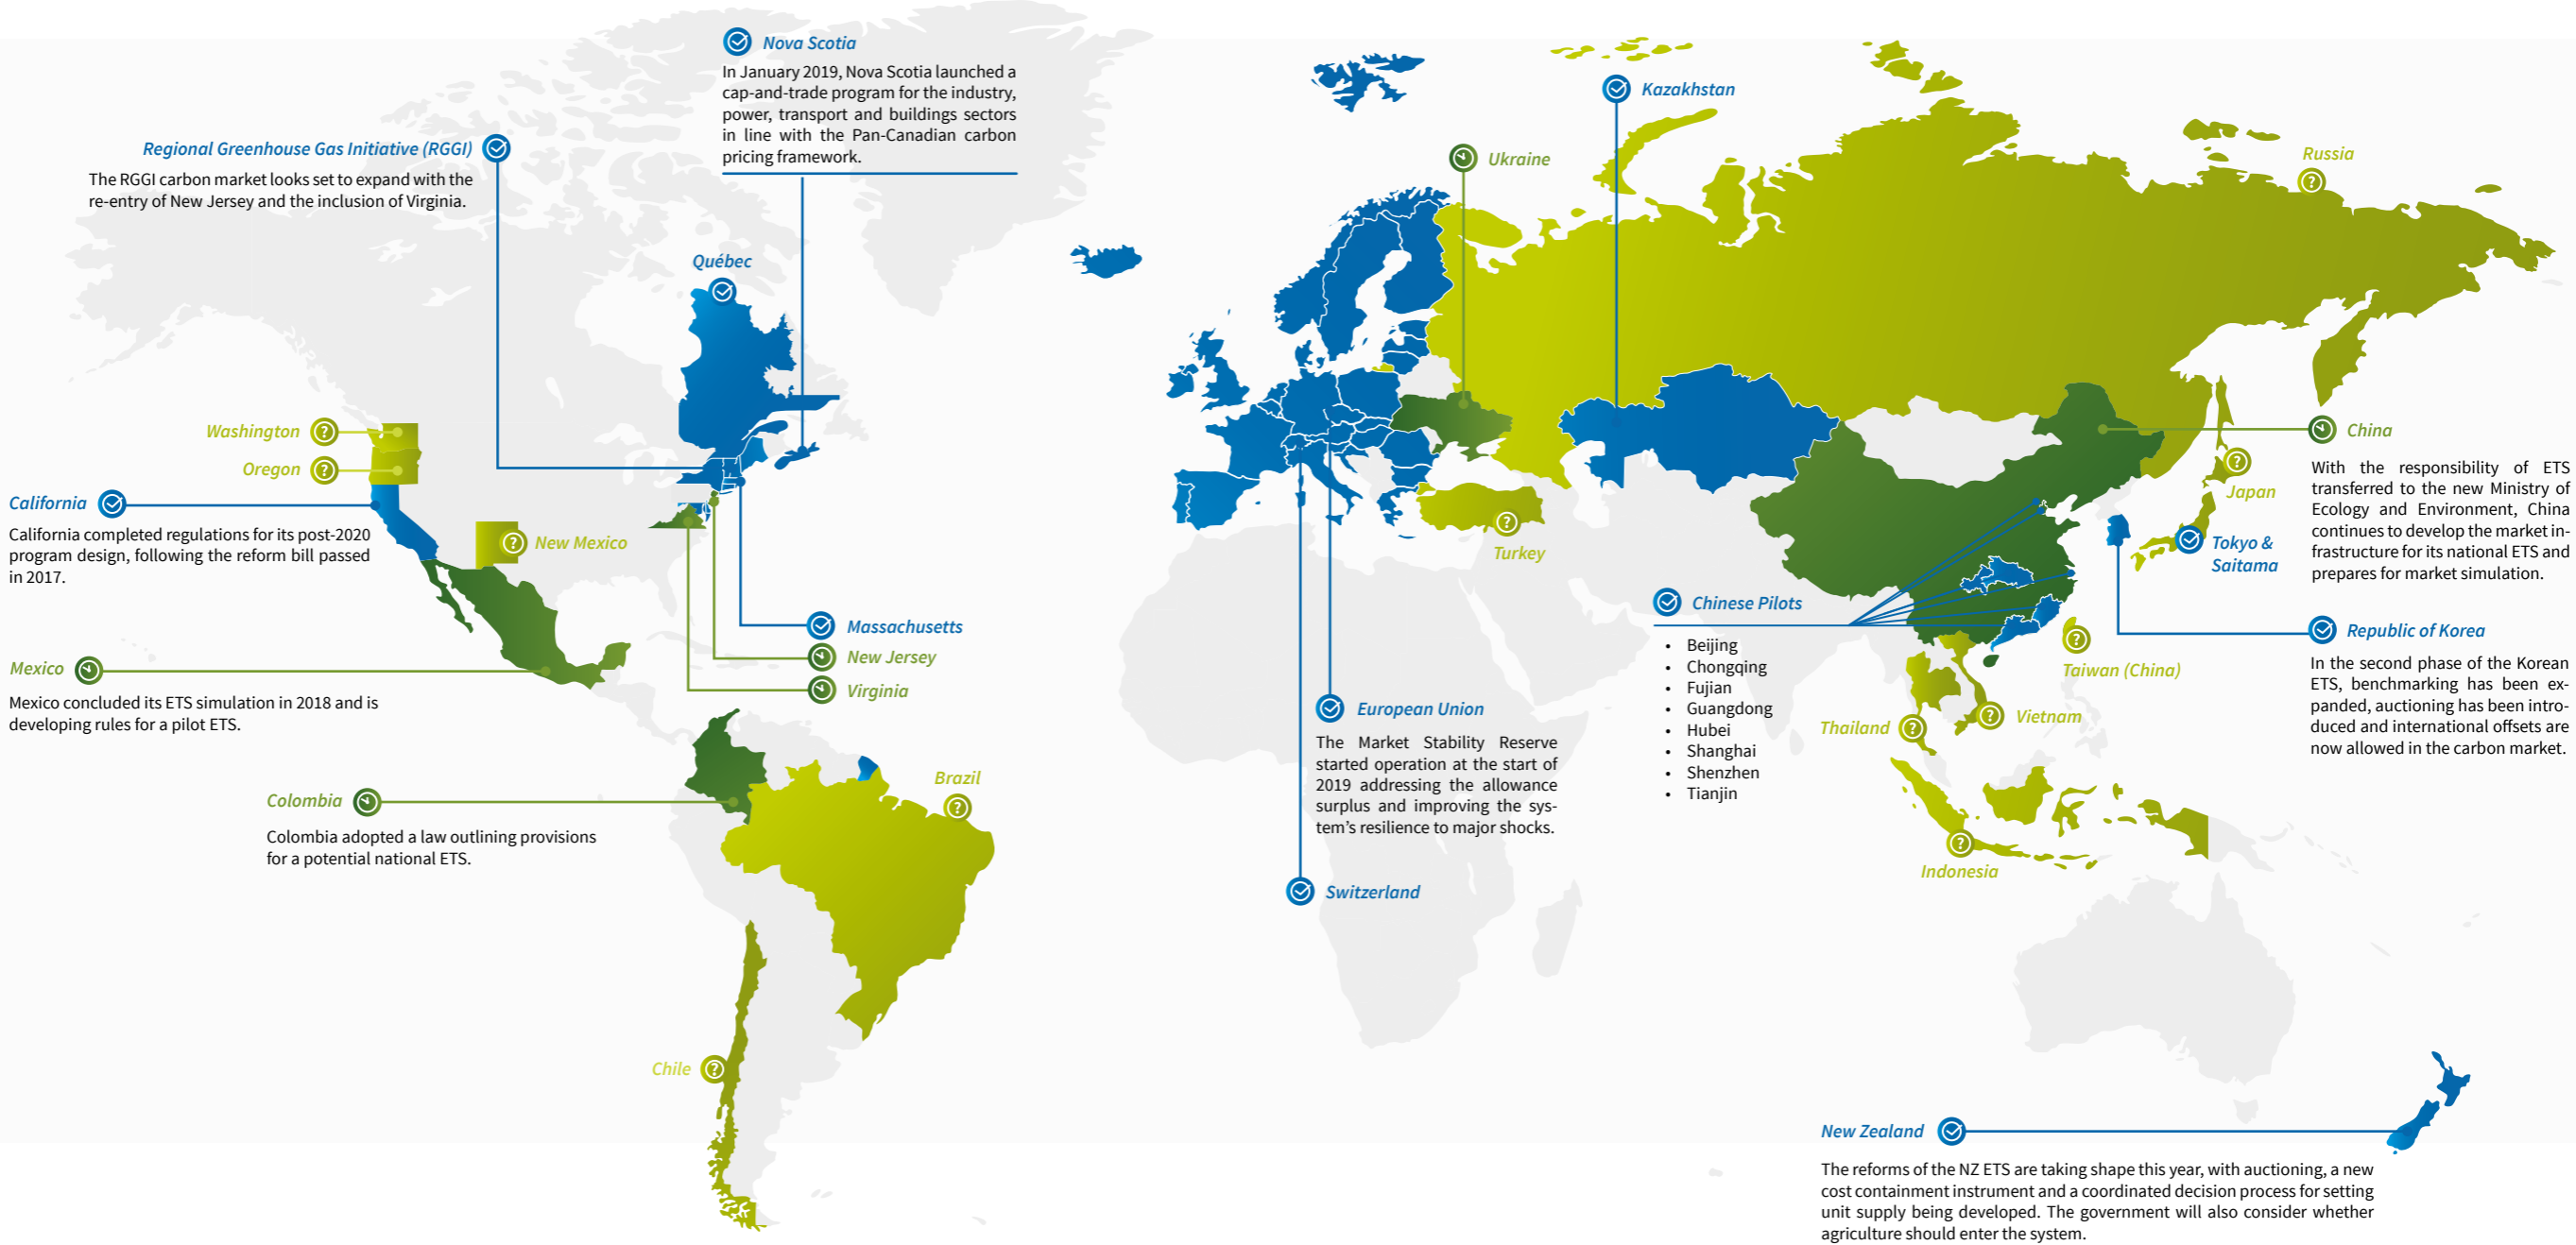 Nova Scotia
In January 2019, Nova Scotia launched a
cap-and-trade program for the industry,
power, transport and buildings sectors
in line with the Pan-Canadian carbon
pricing framework.
Regional Greenhouse Gas Initiative (RGGI)
The RGGI carbon market looks set to expand with the
re-entry of New Jersey and the inclusion of Virginia.
Québec
Washington
Oregon
California
California completed regulations for its post-2020
program design, following the reform bill passed
in 2017.
New Mexico
Mexico
Mexico concluded its ETS simulation in 2018 and is
developing rules for a pilot ETS.
Massachusetts
New Jersey
Virginia
Colombia
Colombia adopted a law outlining provisions
for a potential national ETS.
Brazil
Chile
Kazakhstan
Ukraine
Russia
Turkey
European Union
The Market Stability Reserve
started operation at the start of
2019 addressing the allowance
surplus and improving the sys-
tem's resilience to major shocks.
Switzerland
Chinese Pilots
• Beijing
• Chongqing
• Fujian
• Guangdong
• Hubei
• Shanghai
• Shenzhen
• Tianjin
China
With the responsibility of ETS
transferred to the new Ministry of
Ecology and Environment, China
continues to develop the market in-
frastructure for its national ETS and
prepares for market simulation.
Japan
Tokyo &
Saitama
Republic of Korea
In the second phase of the Korean
ETS, benchmarking has been ex-
panded, auctioning has been intro-
duced and international offsets are
now allowed in the carbon market.
Taiwan (China)
Thailand
Vietnam
Indonesia
New Zealand
The reforms of the NZ ETS are taking shape this year, with auctioning, a new
cost containment instrument and a coordinated decision process for setting
unit supply being developed. The government will also consider whether
agriculture should enter the system.